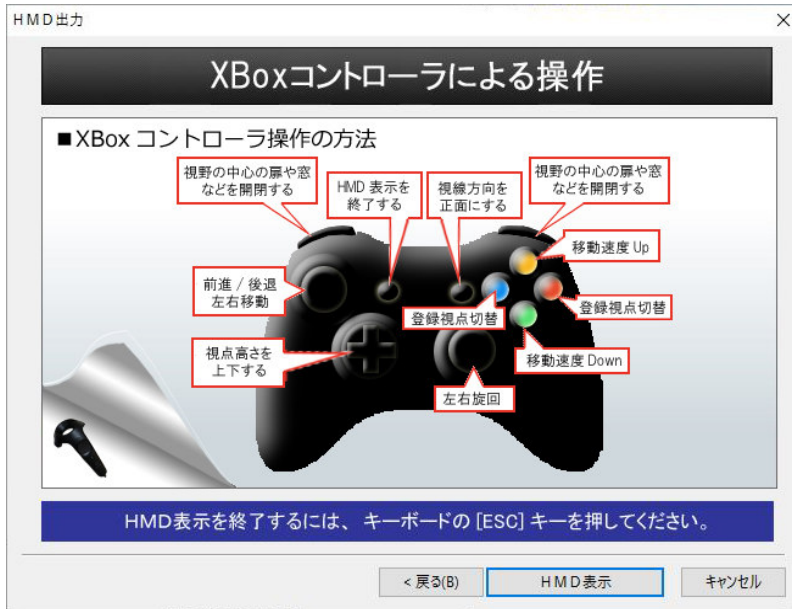 HMD出力
XBoxコントローラによる操作
■XBox コントローラ操作の方法
視野の中心の扉や窓
などを開閉する
HMD 表示を
終了する
視線方向を
正面にする
視野の中心の扉や窓
などを開閉する
移動速度 Up
前進 / 後退
左右移動
登録視点切替
登録視点切替
視点高さを
上下する
移動速度 Down
左右旋回
HMD表示を終了するには、キーボードの [ESC] キーを押してください。
< 戻る(B)
HMD表示
キャンセル